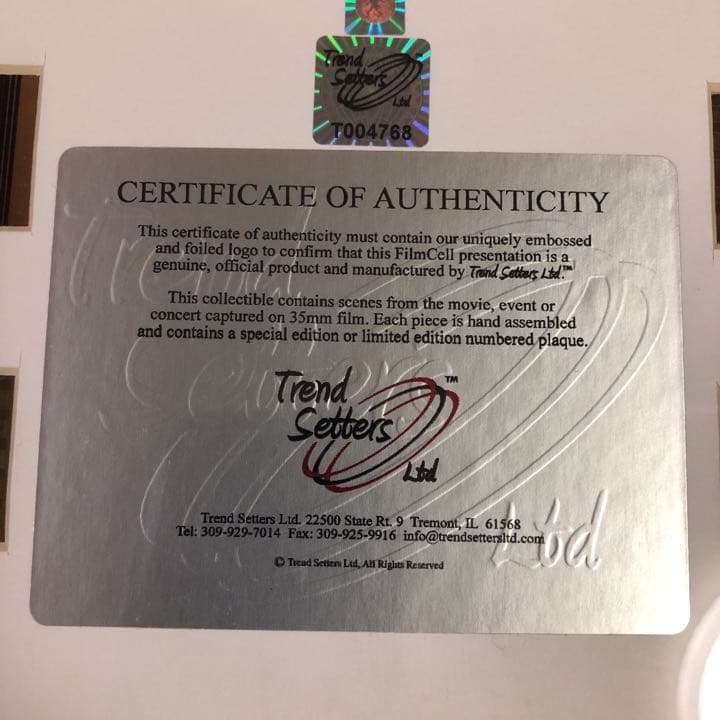 Trend
Setters
Ltd
T004768
CERTIFICATE OF AUTHENTICITY
This certificate of authenticity must contain our uniquely embossed
and foiled logo to confirm that this FilmCell presentation is a
genuine, official product and manufactured by Trend Setters Ltd.™
This collectible contains scenes from the movie, event or
concert captured on 35mm film. Each piece is hand assembled
and contains a special edition or limited edition numbered plaque.
Trend
Setters
Ltd
™
Trend Setters Ltd. 22500 State Rt. 9 Tremont, IL 61568
Tel: 309-929-7014 Fax: 309-925-9916 info@trendsettersltd.com
© Trend Setters Ltd, All Rights Reserved
Trend
Setters
Ltd